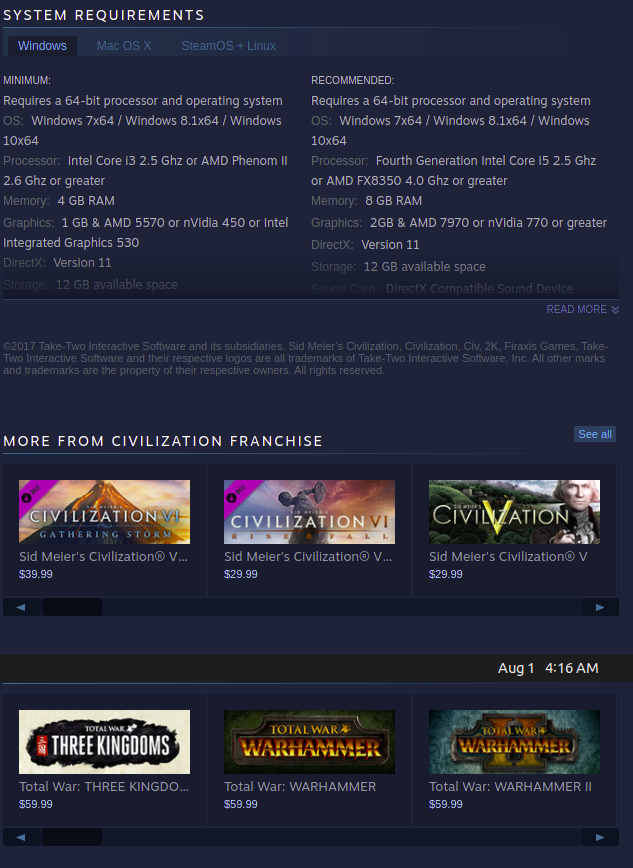 SYSTEM REQUIREMENTS
Windows Mac OS X SteamOS + Linux
MINIMUM:
Requires a 64-bit processor and operating system
OS: Windows 7x64 / Windows 8.1x64 / Windows
10x64
Processor: Intel Core i3 2.5 Ghz or AMD Phenom II
2.6 Ghz or greater
Memory: 4 GB RAM
Graphics: 1 GB & AMD 5570 or nVidia 450 or Intel
Integrated Graphics 530
DirectX: Version 11
Storage: 12 GB available space
RECOMMENDED:
Requires a 64-bit processor and operating system
OS: Windows 7x64 / Windows 8.1x64 / Windows
10x64
Processor: Fourth Generation Intel Core i5 2.5 Ghz
or AMD FX8350 4.0 Ghz or greater
Memory: 8 GB RAM
Graphics: 2GB & AMD 7970 or nVidia 770 or greater
DirectX: Version 11
Storage: 12 GB available space
Sound Card: DirectX Compatible Sound Device
READ MORE
©2017 Take-Two Interactive Software and its subsidiaries. Sid Meier's Civilization, Civilization, Civ, 2K, Firaxis Games, Take-
Two Interactive Software and their respective logos are all trademarks of Take-Two Interactive Software, Inc. All other marks
and trademarks are the property of their respective owners. All rights reserved.
See all
MORE FROM CIVILIZATION FRANCHISE
DLC
SID MEIER'S
CIVILIZATION VI
GATHERING STORM
Sid Meier's Civilization® V...
$39.99
DLC
SID MEIER'S
CIVILIZATION VI
RISE & FALL
Sid Meier's Civilization® V...
$29.99
SID MEIER'S
CIVILIZATION
V
Sid Meier's Civilization® V
$29.99
Aug 1 4:16 AM
TOTAL WAR
THREE KINGDOMS
三国
Total War: THREE KINGDO...
$59.99
TOTAL WAR
WARHAMMER
Total War: WARHAMMER
$59.99
TOTAL WAR
WARHAMMER
II
Total War: WARHAMMER II
$59.99